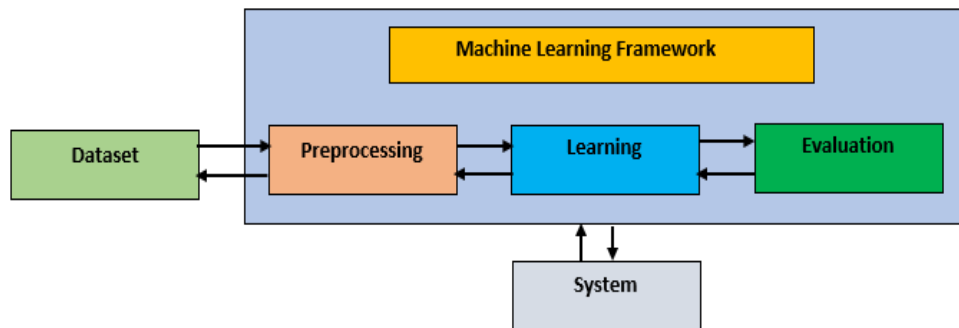 Machine Learning Framework
Dataset
Preprocessing
Learning
Evaluation
System